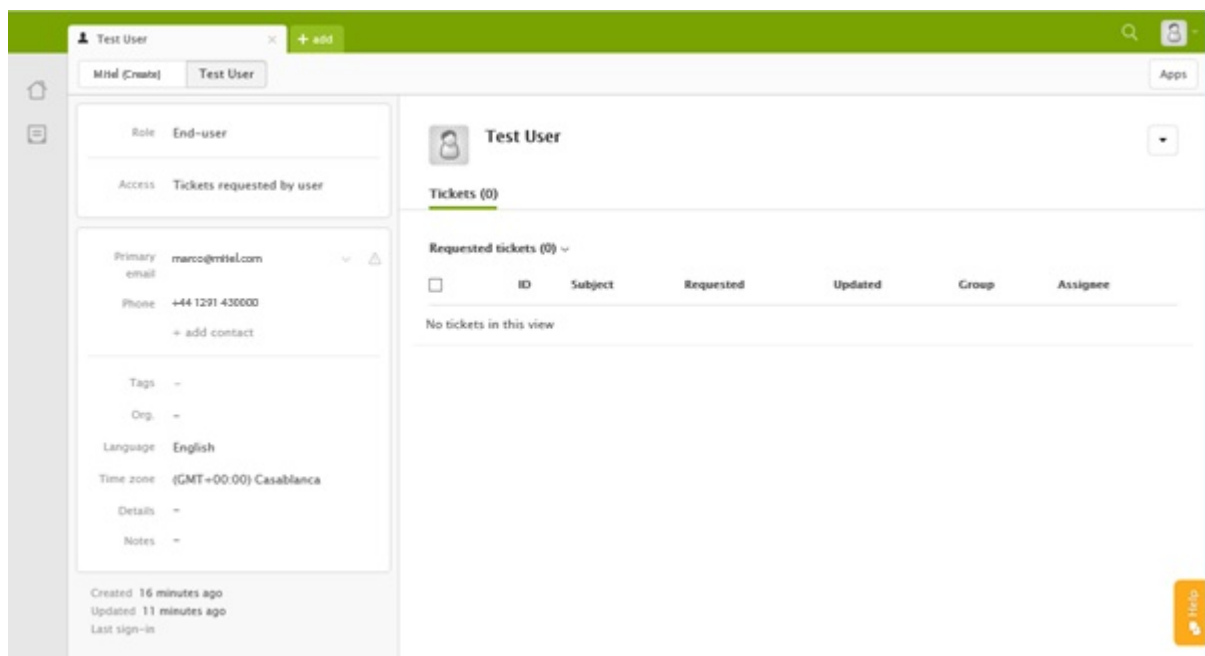 Test User × + add
Mitel (Create) Test User Apps
Role End-user
Access Tickets requested by user
Primary email marco@mitel.com
Phone +44 1291 430000
+ add contact
Tags –
Org. –
Language English
Time zone (GMT+00:00) Casablanca
Details –
Notes –
Created 16 minutes ago
Updated 11 minutes ago
Last sign-in
Test User
Tickets (0)
Requested tickets (0)
ID Subject Requested Updated Group Assignee
No tickets in this view
Help